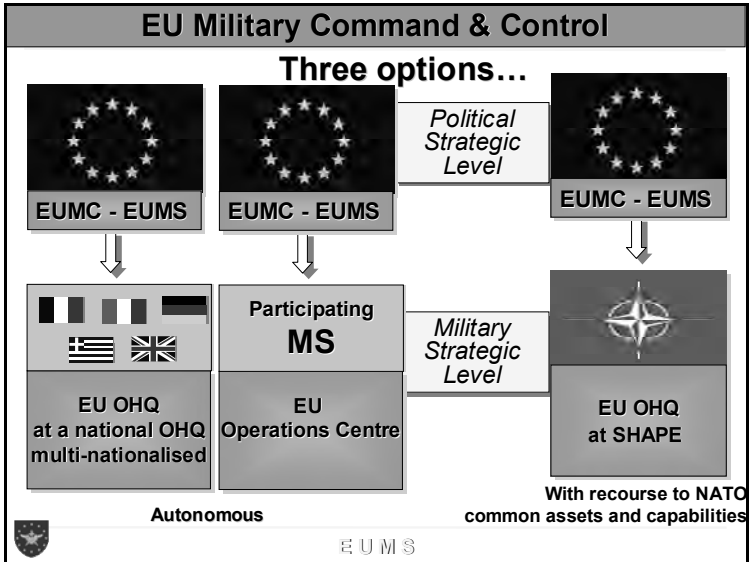 EU Military Command & Control
Three options…
EUMC - EUMS
EUMC - EUMS
Political
Strategic
Level
EUMC - EUMS
Participating
MS
Military
Strategic
Level
EU OHQ
at a national OHQ
multi-nationalised
EU
Operations Centre
EU OHQ
at SHAPE
Autonomous
With recourse to NATO
common assets and capabilities
E U M S